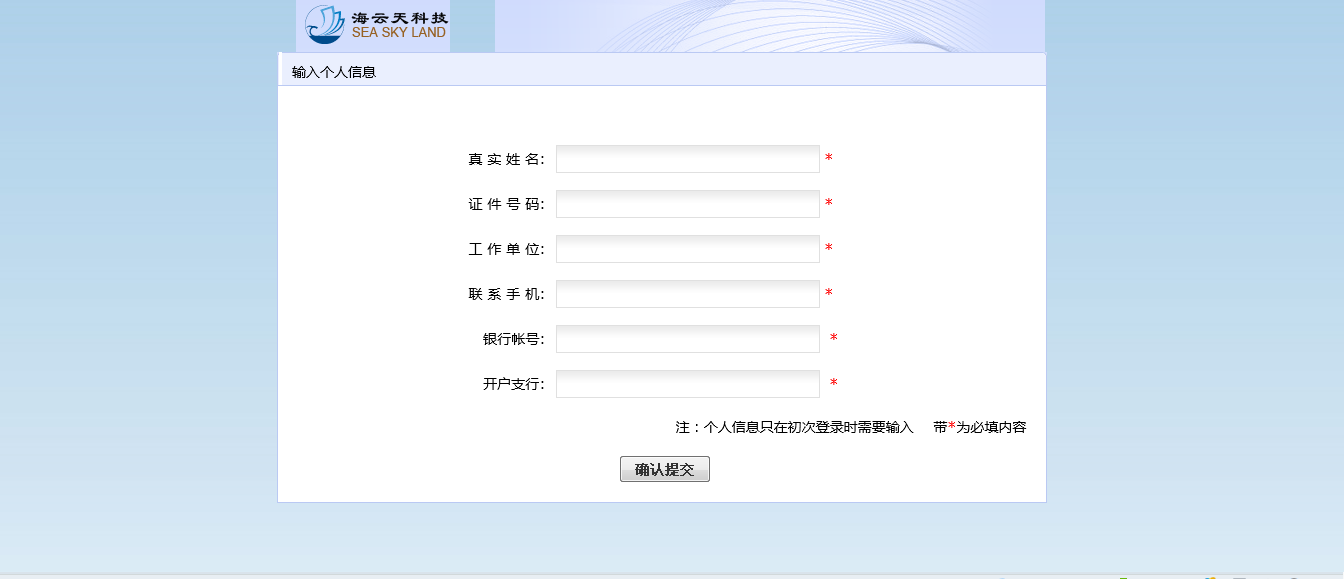 海云天科技
SEA SKY LAND
输入个人信息
真 实 姓 名: *
证 件 号 码: *
工 作 单 位: *
联 系 手 机: *
银行帐号: *
开户支行: *
注：个人信息只在初次登录时需要输入 带*为必填内容
确认提交